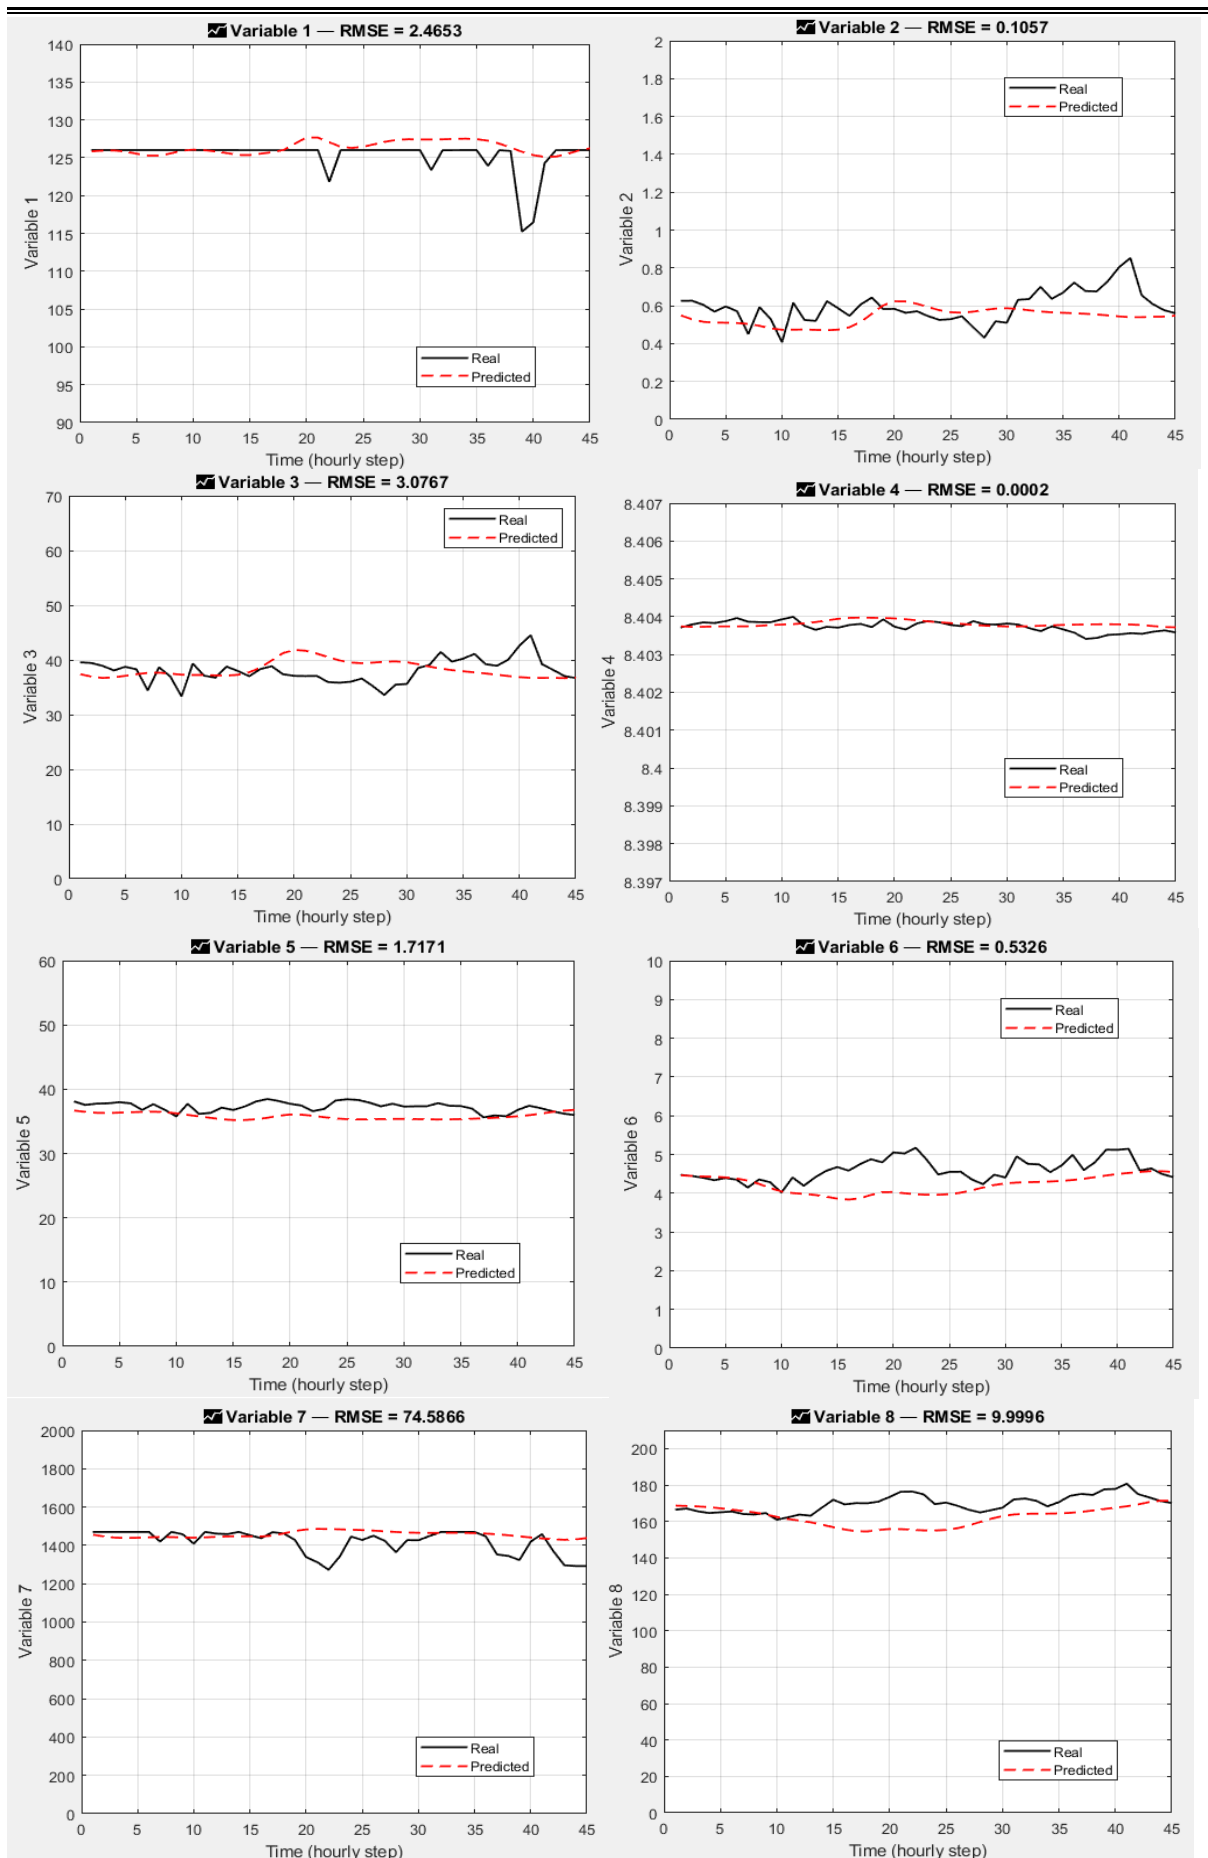 Variable 1 — RMSE = 2.4653
140
135
130
125
120
115
110
105
100
95
90
Variable 1
Real
Predicted
0 5 10 15 20 25 30 35 40 45
Time (hourly step)
Variable 2 — RMSE = 0.1057
2
1.8
1.6
1.4
1.2
1
0.8
0.6
0.4
0.2
0
Variable 2
Real
Predicted
0 5 10 15 20 25 30 35 40 45
Time (hourly step)
Variable 3 — RMSE = 3.0767
70
60
50
40
30
20
10
0
Variable 3
Real
Predicted
0 5 10 15 20 25 30 35 40 45
Time (hourly step)
Variable 4 — RMSE = 0.0002
8.407
8.406
8.405
8.404
8.403
8.402
8.401
8.4
8.399
8.398
8.397
Variable 4
Real
Predicted
0 5 10 15 20 25 30 35 40 45
Time (hourly step)
Variable 5 — RMSE = 1.7171
60
50
40
30
20
10
0
Variable 5
Real
Predicted
0 5 10 15 20 25 30 35 40 45
Time (hourly step)
Variable 6 — RMSE = 0.5326
10
9
8
7
6
5
4
3
2
1
0
Variable 6
Real
Predicted
0 5 10 15 20 25 30 35 40 45
Time (hourly step)
Variable 7 — RMSE = 74.5866
2000
1800
1600
1400
1200
1000
800
600
400
200
0
Variable 7
Real
Predicted
0 5 10 15 20 25 30 35 40 45
Time (hourly step)
Variable 8 — RMSE = 9.9996
200
180
160
140
120
100
80
60
40
20
0
Variable 8
Real
Predicted
0 5 10 15 20 25 30 35 40 45
Time (hourly step)